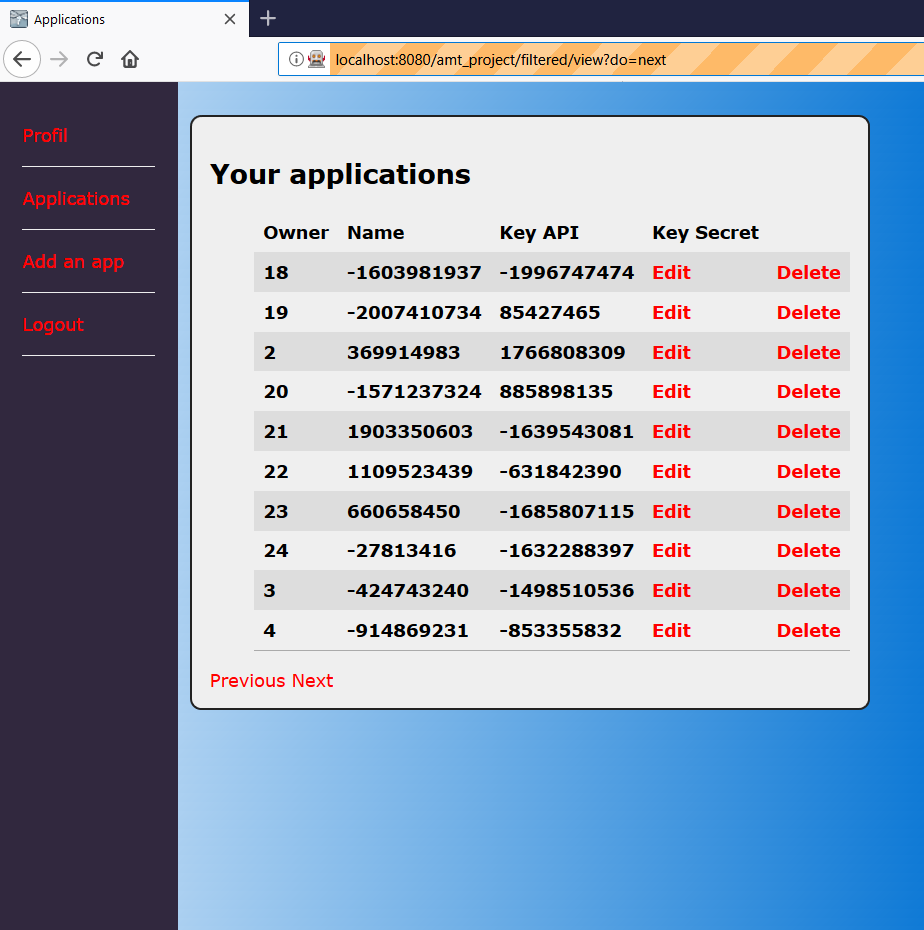 Applications
localhost:8080/amt_project/filtered/view?do=next
Profil
Applications
Add an app
Logout
Your applications
Owner Name Key API Key Secret
18 -1603981937 -1996747474 Edit Delete
19 -2007410734 85427465 Edit Delete
2 369914983 1766808309 Edit Delete
20 -1571237324 885898135 Edit Delete
21 1903350603 -1639543081 Edit Delete
22 1109523439 -631842390 Edit Delete
23 660658450 -1685807115 Edit Delete
24 -27813416 -1632288397 Edit Delete
3 -424743240 -1498510536 Edit Delete
4 -914869231 -853355832 Edit Delete
Previous Next